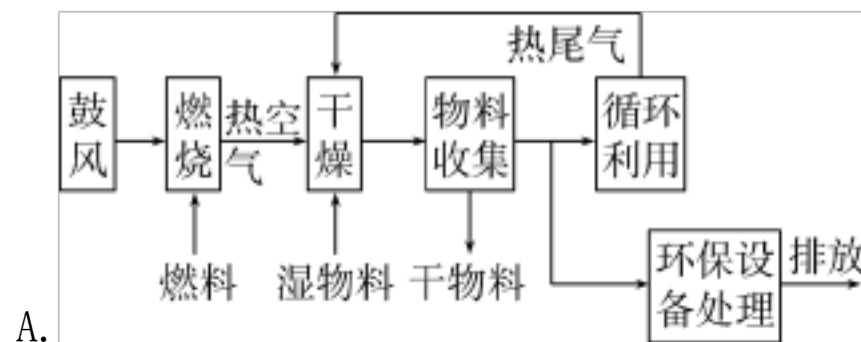 热尾气
鼓风
燃烧
热空气
干燥
物料收集
循环利用
燃料
湿物料
干物料
环保设备处理
排放
A.